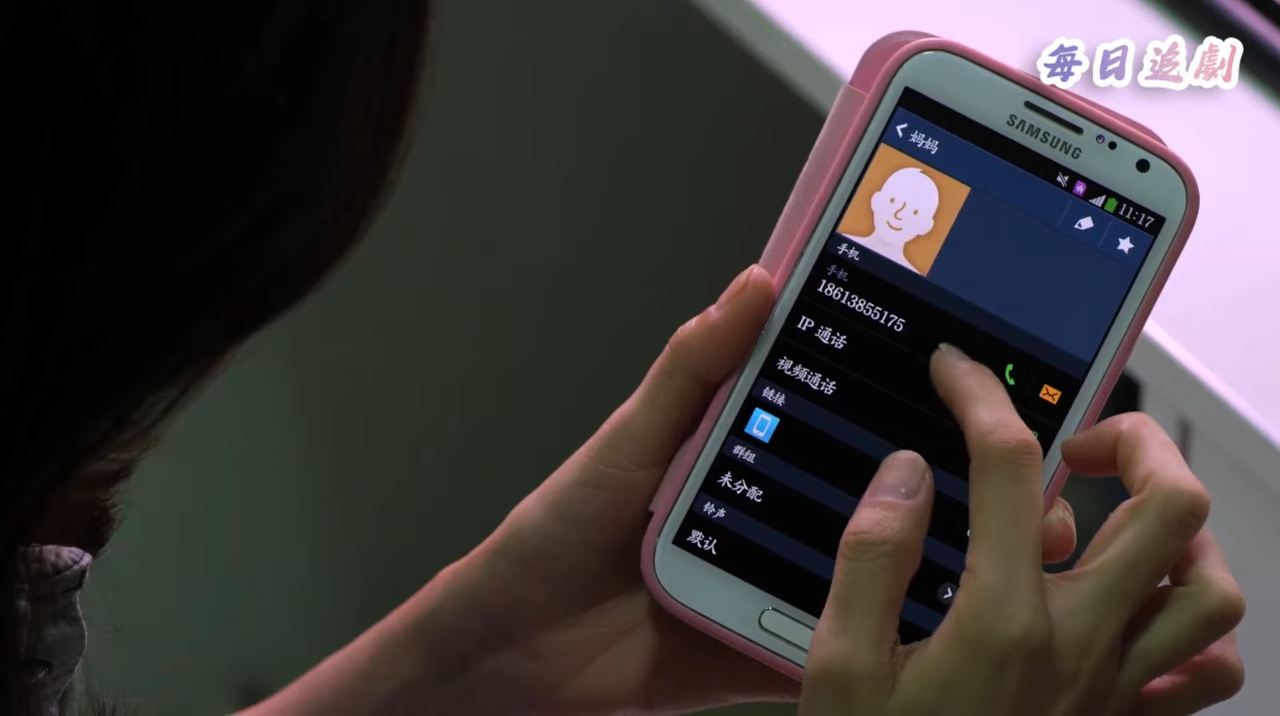 每日追劇
SAMSUNG
11:17
妈妈
手机
手机
18613855175
IP 通话
视频通话
链接
群组
未分配
铃声
默认